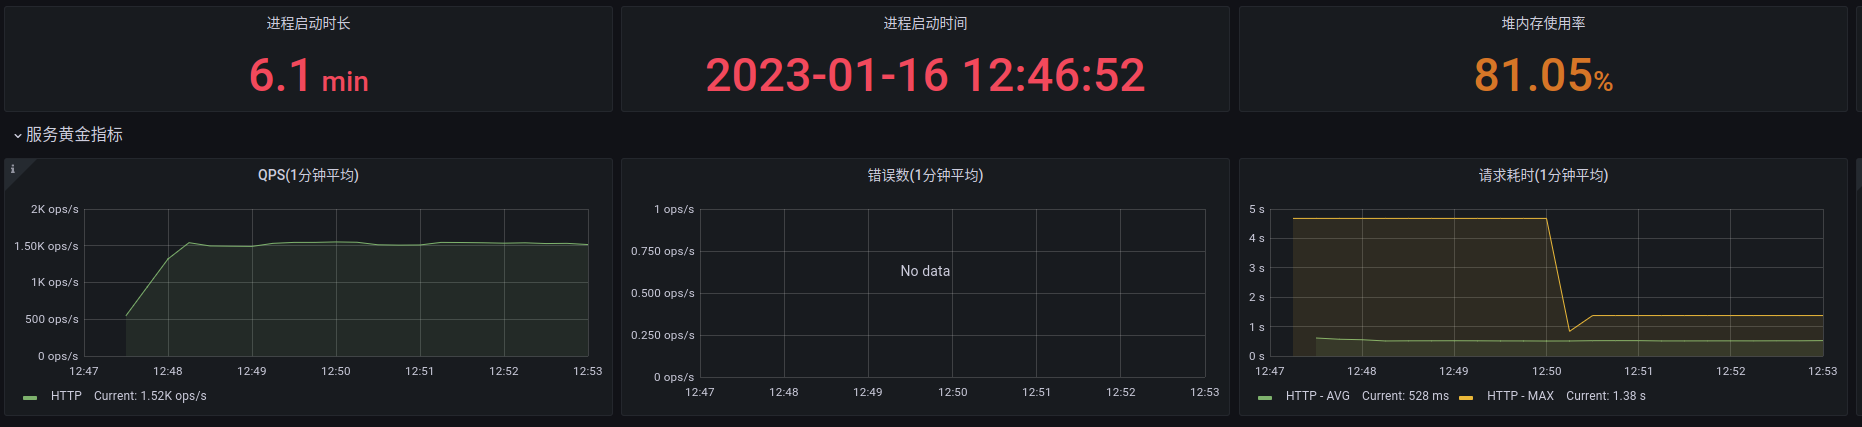 进程启动时长
6.1 min
进程启动时间
2023-01-16 12:46:52
堆内存使用率
81.05%
服务黄金指标
i
QPS(1分钟平均)
2K ops/s
1.50K ops/s
1K ops/s
500 ops/s
0 ops/s
12:47 12:48 12:49 12:50 12:51 12:52 12:53
HTTP Current: 1.52K ops/s
错误数(1分钟平均)
1 ops/s
0.750 ops/s
0.500 ops/s
0.250 ops/s
0 ops/s
No data
12:47 12:48 12:49 12:50 12:51 12:52 12:53
请求耗时(1分钟平均)
5 s
4 s
3 s
2 s
1 s
0 s
12:47 12:48 12:49 12:50 12:51 12:52 12:53
HTTP - AVG Current: 528 ms HTTP - MAX Current: 1.38 s